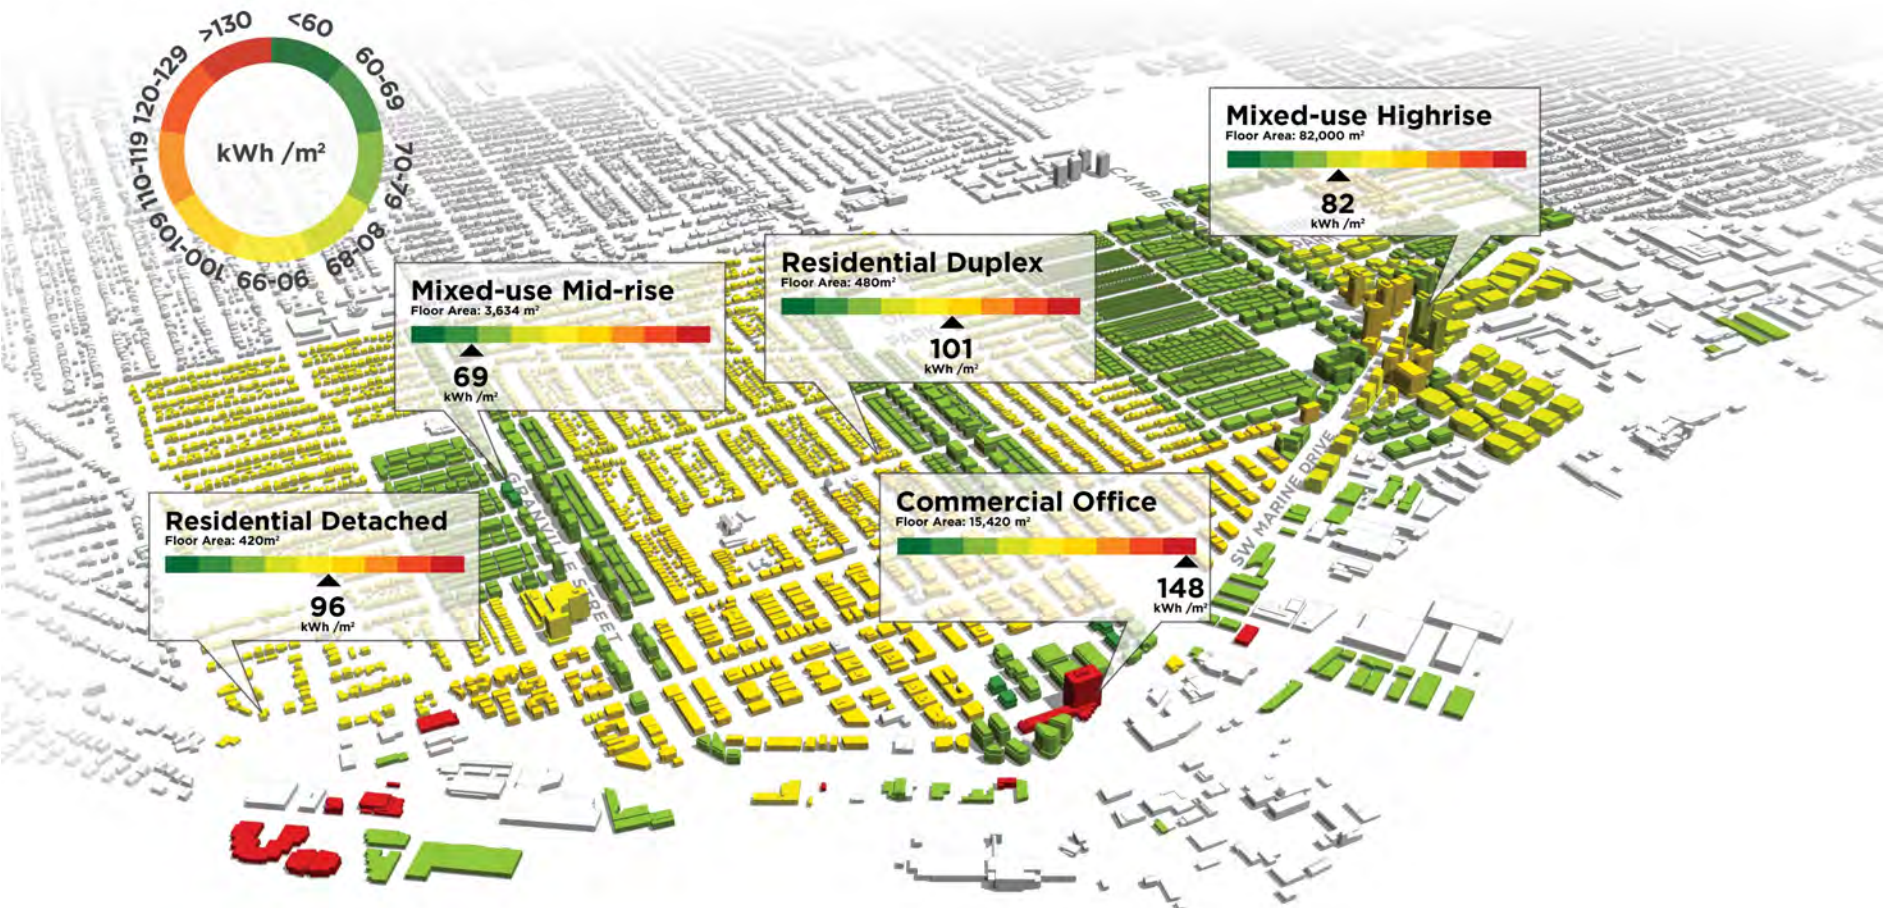 >130
<60
60-69
70-79
80-89
90-99
100-109
110-119
120-129
kWh /m²
Mixed-use Highrise
Floor Area: 82,000 m²
82
kWh /m²
CAMBIE
Residential Duplex
Floor Area: 480m²
101
kWh /m²
Mixed-use Mid-rise
Floor Area: 3,634 m²
69
kWh /m²
Commercial Office
Floor Area: 15,420 m²
148
kWh /m²
Residential Detached
Floor Area: 420m²
96
kWh /m²
GRANVILLE STREET
SW MARINE DRIVE